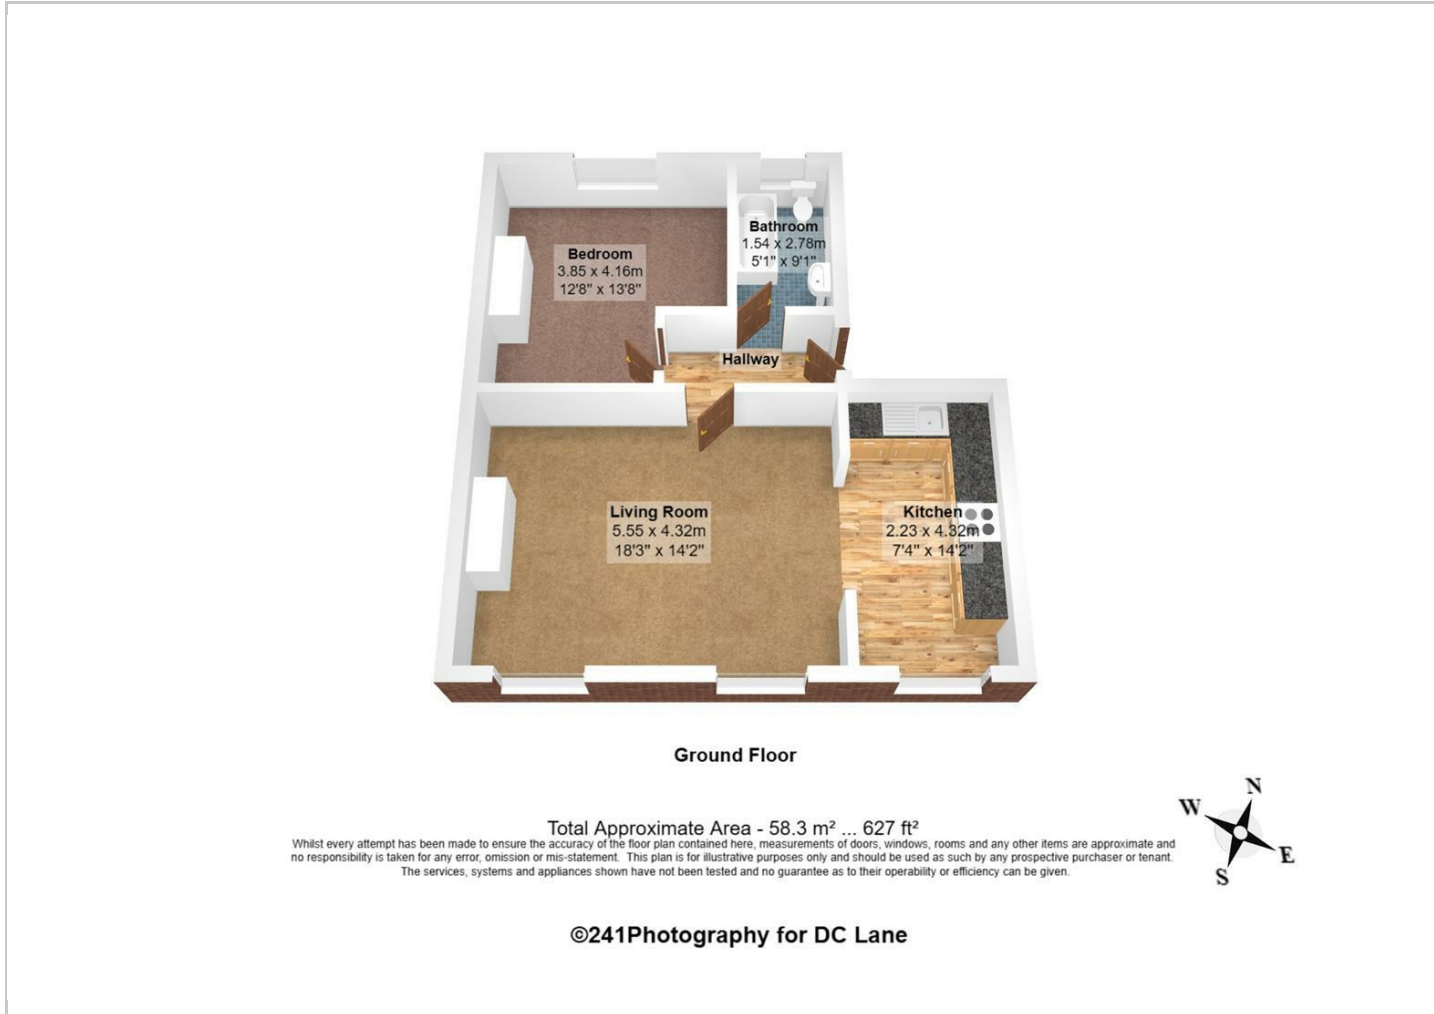 Bathroom
1.54 x 2.78m
5'1" x 9'1"
Bedroom
3.85 x 4.16m
12'8" x 13'8"
Hallway
Living Room
5.55 x 4.32m
18'3" x 14'2"
Kitchen
2.23 x 4.32m
7'4" x 14'2"
Ground Floor
N
W
E
S
Total Approximate Area - 58.3 m² ... 627 ft²
Whilst every attempt has been made to ensure the accuracy of the floor plan contained here, measurements of doors, windows, rooms and any other items are approximate and
no responsibility is taken for any error, omission or mis-statement. This plan is for illustrative purposes only and should be used as such by any prospective purchaser or tenant.
The services, systems and appliances shown have not been tested and no guarantee as to their operability or efficiency can be given.
©241Photography for DC Lane